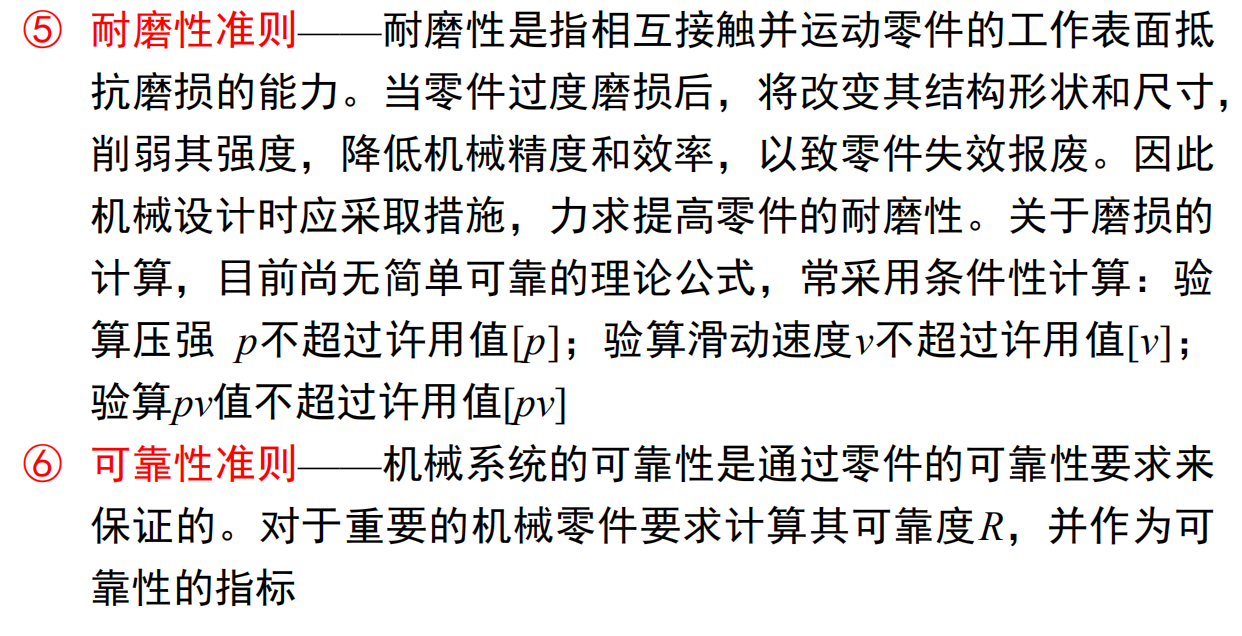 ⑤ 耐磨性准则——耐磨性是指相互接触并运动零件的工作表面抵
抗磨损的能力。当零件过度磨损后，将改变其结构形状和尺寸，
削弱其强度，降低机械精度和效率，以致零件失效报废。因此
机械设计时应采取措施，力求提高零件的耐磨性。关于磨损的
计算，目前尚无简单可靠的理论公式，常采用条件性计算：验
算压强 p不超过许用值[p]；验算滑动速度v不超过许用值[v]；
验算pv值不超过许用值[pv]
⑥ 可靠性准则——机械系统的可靠性是通过零件的可靠性要求来
保证的。对于重要的机械零件要求计算其可靠度R，并作为可
靠性的指标